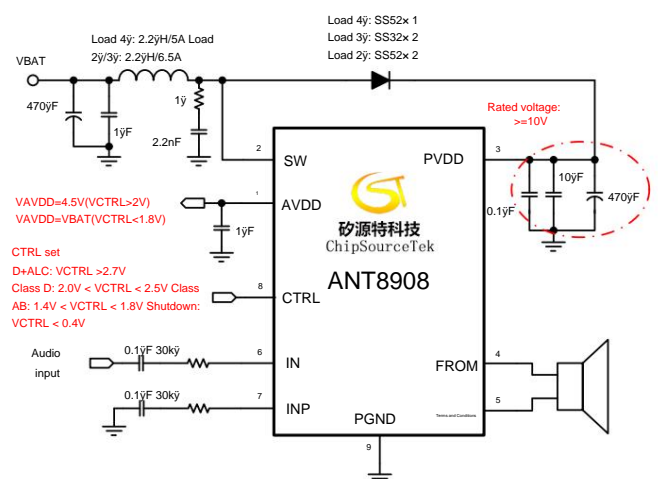 Load 4ÿ: SS52× 1
Load 3ÿ: SS32× 2
Load 2ÿ: SS52× 2
Load 4ÿ: 2.2ÿH/5A Load
2ÿ/3ÿ: 2.2ÿH/6.5A
VBAT
470ÿF
1ÿF
1ÿ
2.2nF
Rated voltage:
>=10V
2
SW
PVDD
3
0.1ÿF
10ÿF
470ÿF
VAVDD=4.5V(VCTRL>2V)
VAVDD=VBAT(VCTRL<1.8V)
1
AVDD
1ÿF
矽源特科技
ChipSourceTek
ANT8908
CTRL set
D+ALC: VCTRL >2.7V
Class D: 2.0V < VCTRL < 2.5V Class
AB: 1.4V < VCTRL < 1.8V Shutdown:
VCTRL < 0.4V
8
CTRL
Audio
input
0.1ÿF 30kÿ
6
IN
FROM
4
0.1ÿF 30kÿ
7
INP
Terms and Conditions
5
PGND
9